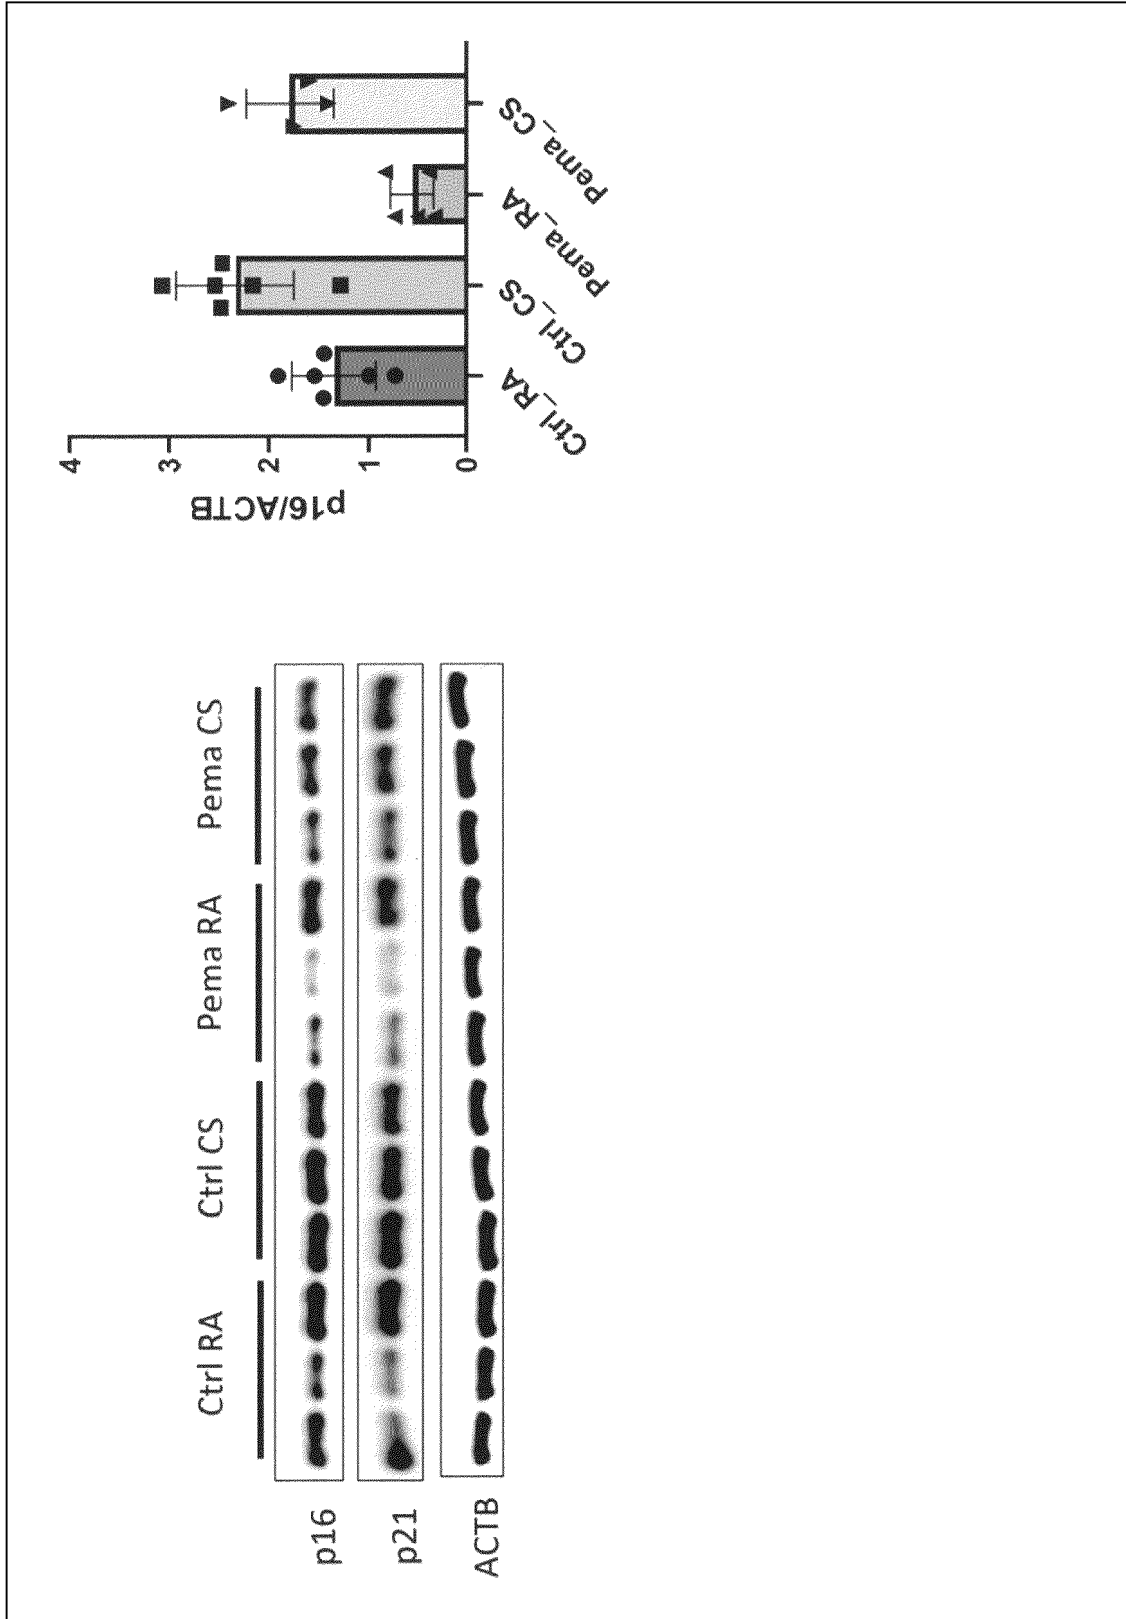 Ctrl RA
Ctrl CS
Pema RA
Pema CS
p16
p21
ACTB
p16/ACTB
4
3
2
1
0
Ctrl_RA
Ctrl_CS
Pema_RA
Pema_CS